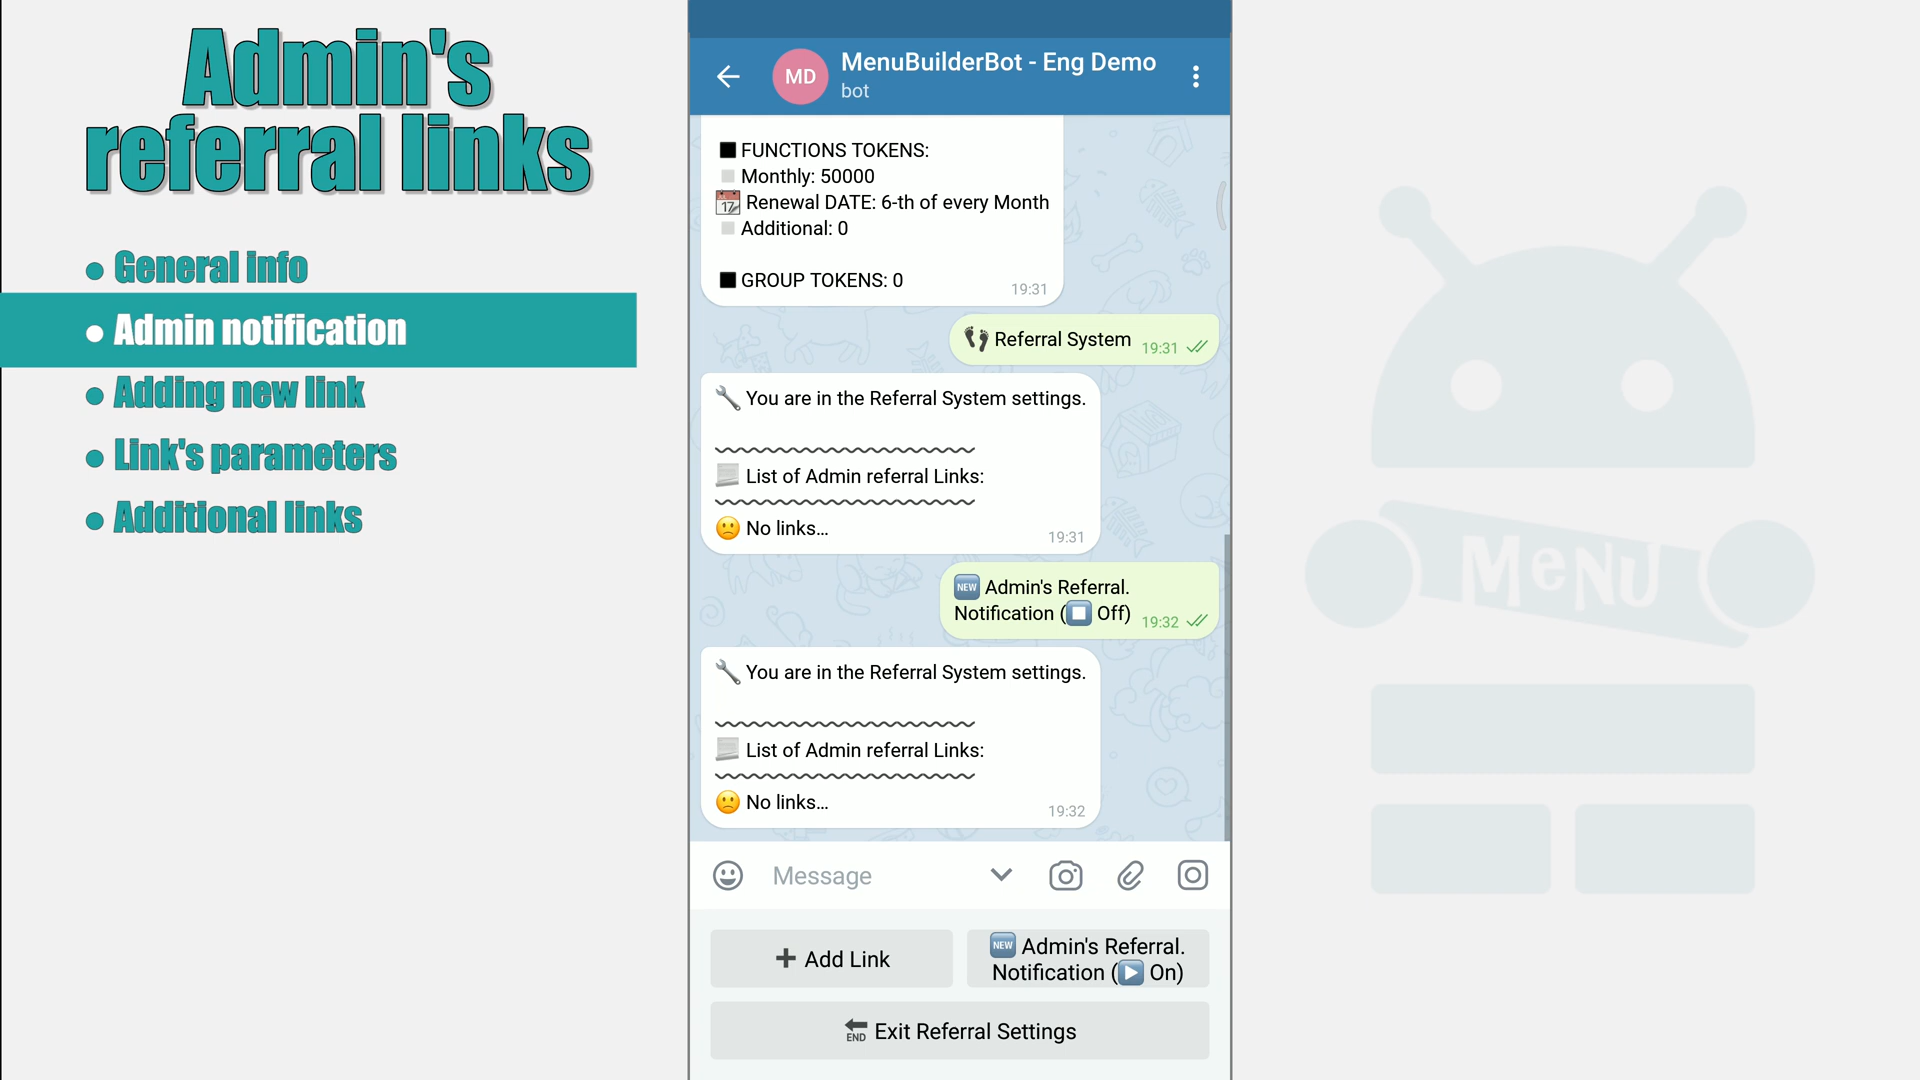 Admin's
referral links
• General info
• Admin notification
• Adding new link
• Link's parameters
• Additional links
MD
MenuBuilderBot - Eng Demo
bot
FUNCTIONS TOKENS:
Monthly: 50000
17 Renewal DATE: 6-th of every Month
Additional: 0
GROUP TOKENS: 0
19:31
👣 Referral System
19:31
🔧 You are in the Referral System settings.
List of Admin referral Links:
🙁 No links...
19:31
NEW Admin's Referral.
Notification (⏹ Off)
19:32
🔧 You are in the Referral System settings.
List of Admin referral Links:
🙁 No links...
19:32
Message
➕ Add Link
NEW Admin's Referral.
Notification (▶ On)
END Exit Referral Settings
MeNU